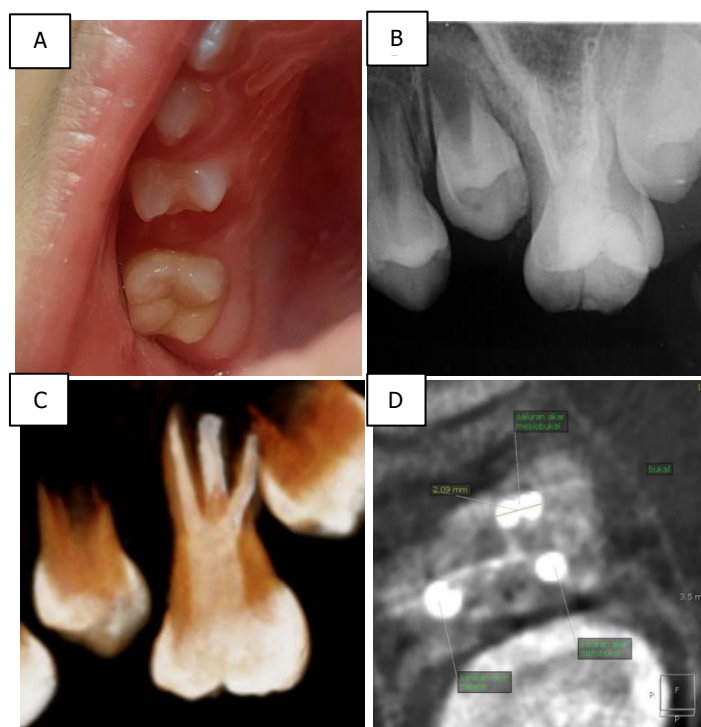 A
B
C
D
saluran akar
mesiobukal
bukal
2.09 mm
3.5 m
saluran akar
distobukal
saluran akar
palatal
P
F
P